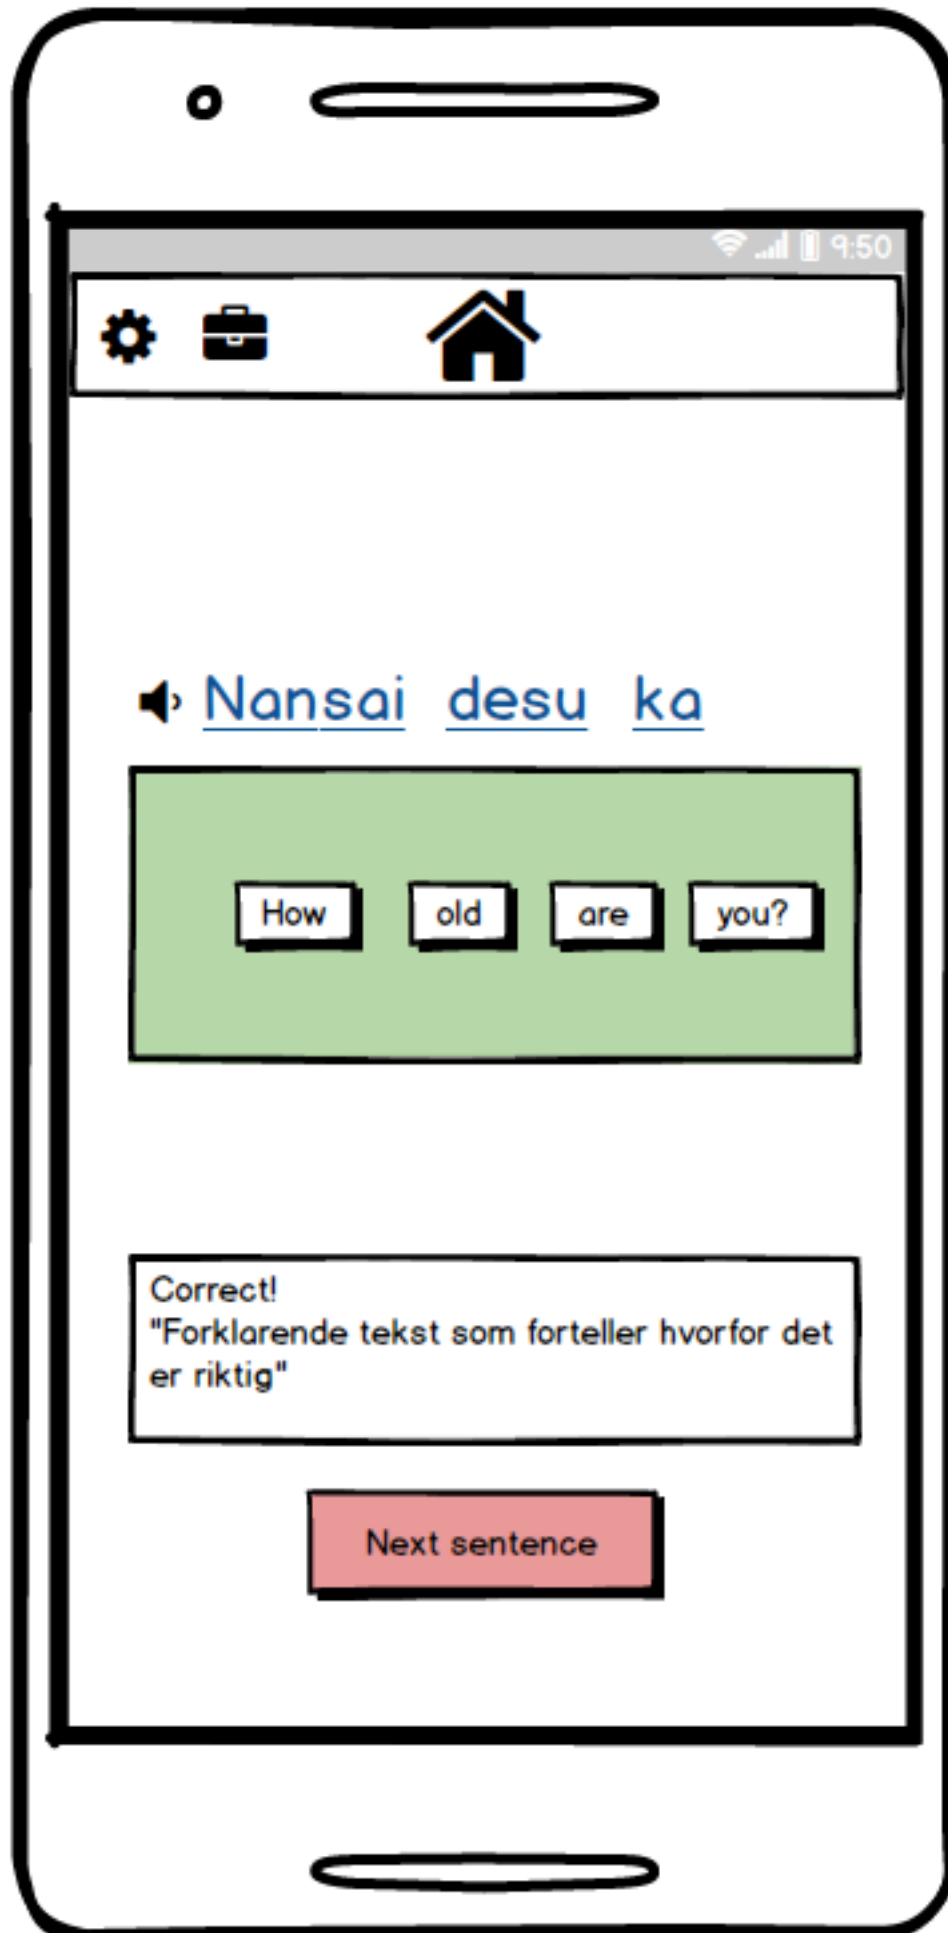 9:50
Nansai desu ka
How old are you?
Correct!
"Forklarende tekst som forteller hvorfor det
er riktig"
Next sentence